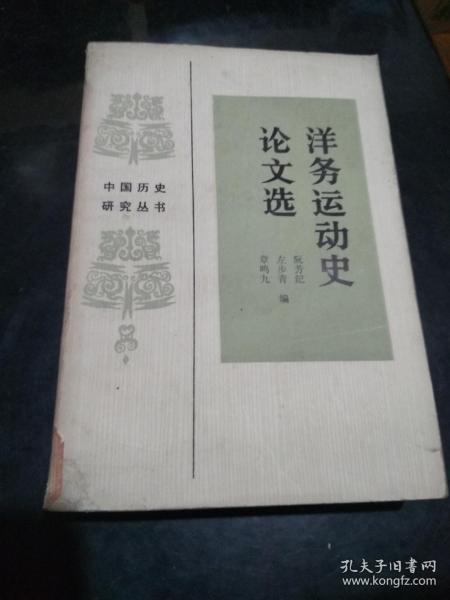 中国历史
研究丛书
洋务运动史
论文选
阮芳纪
左步青
章鸣九
编
孔夫子旧书网
www.kongfz.com